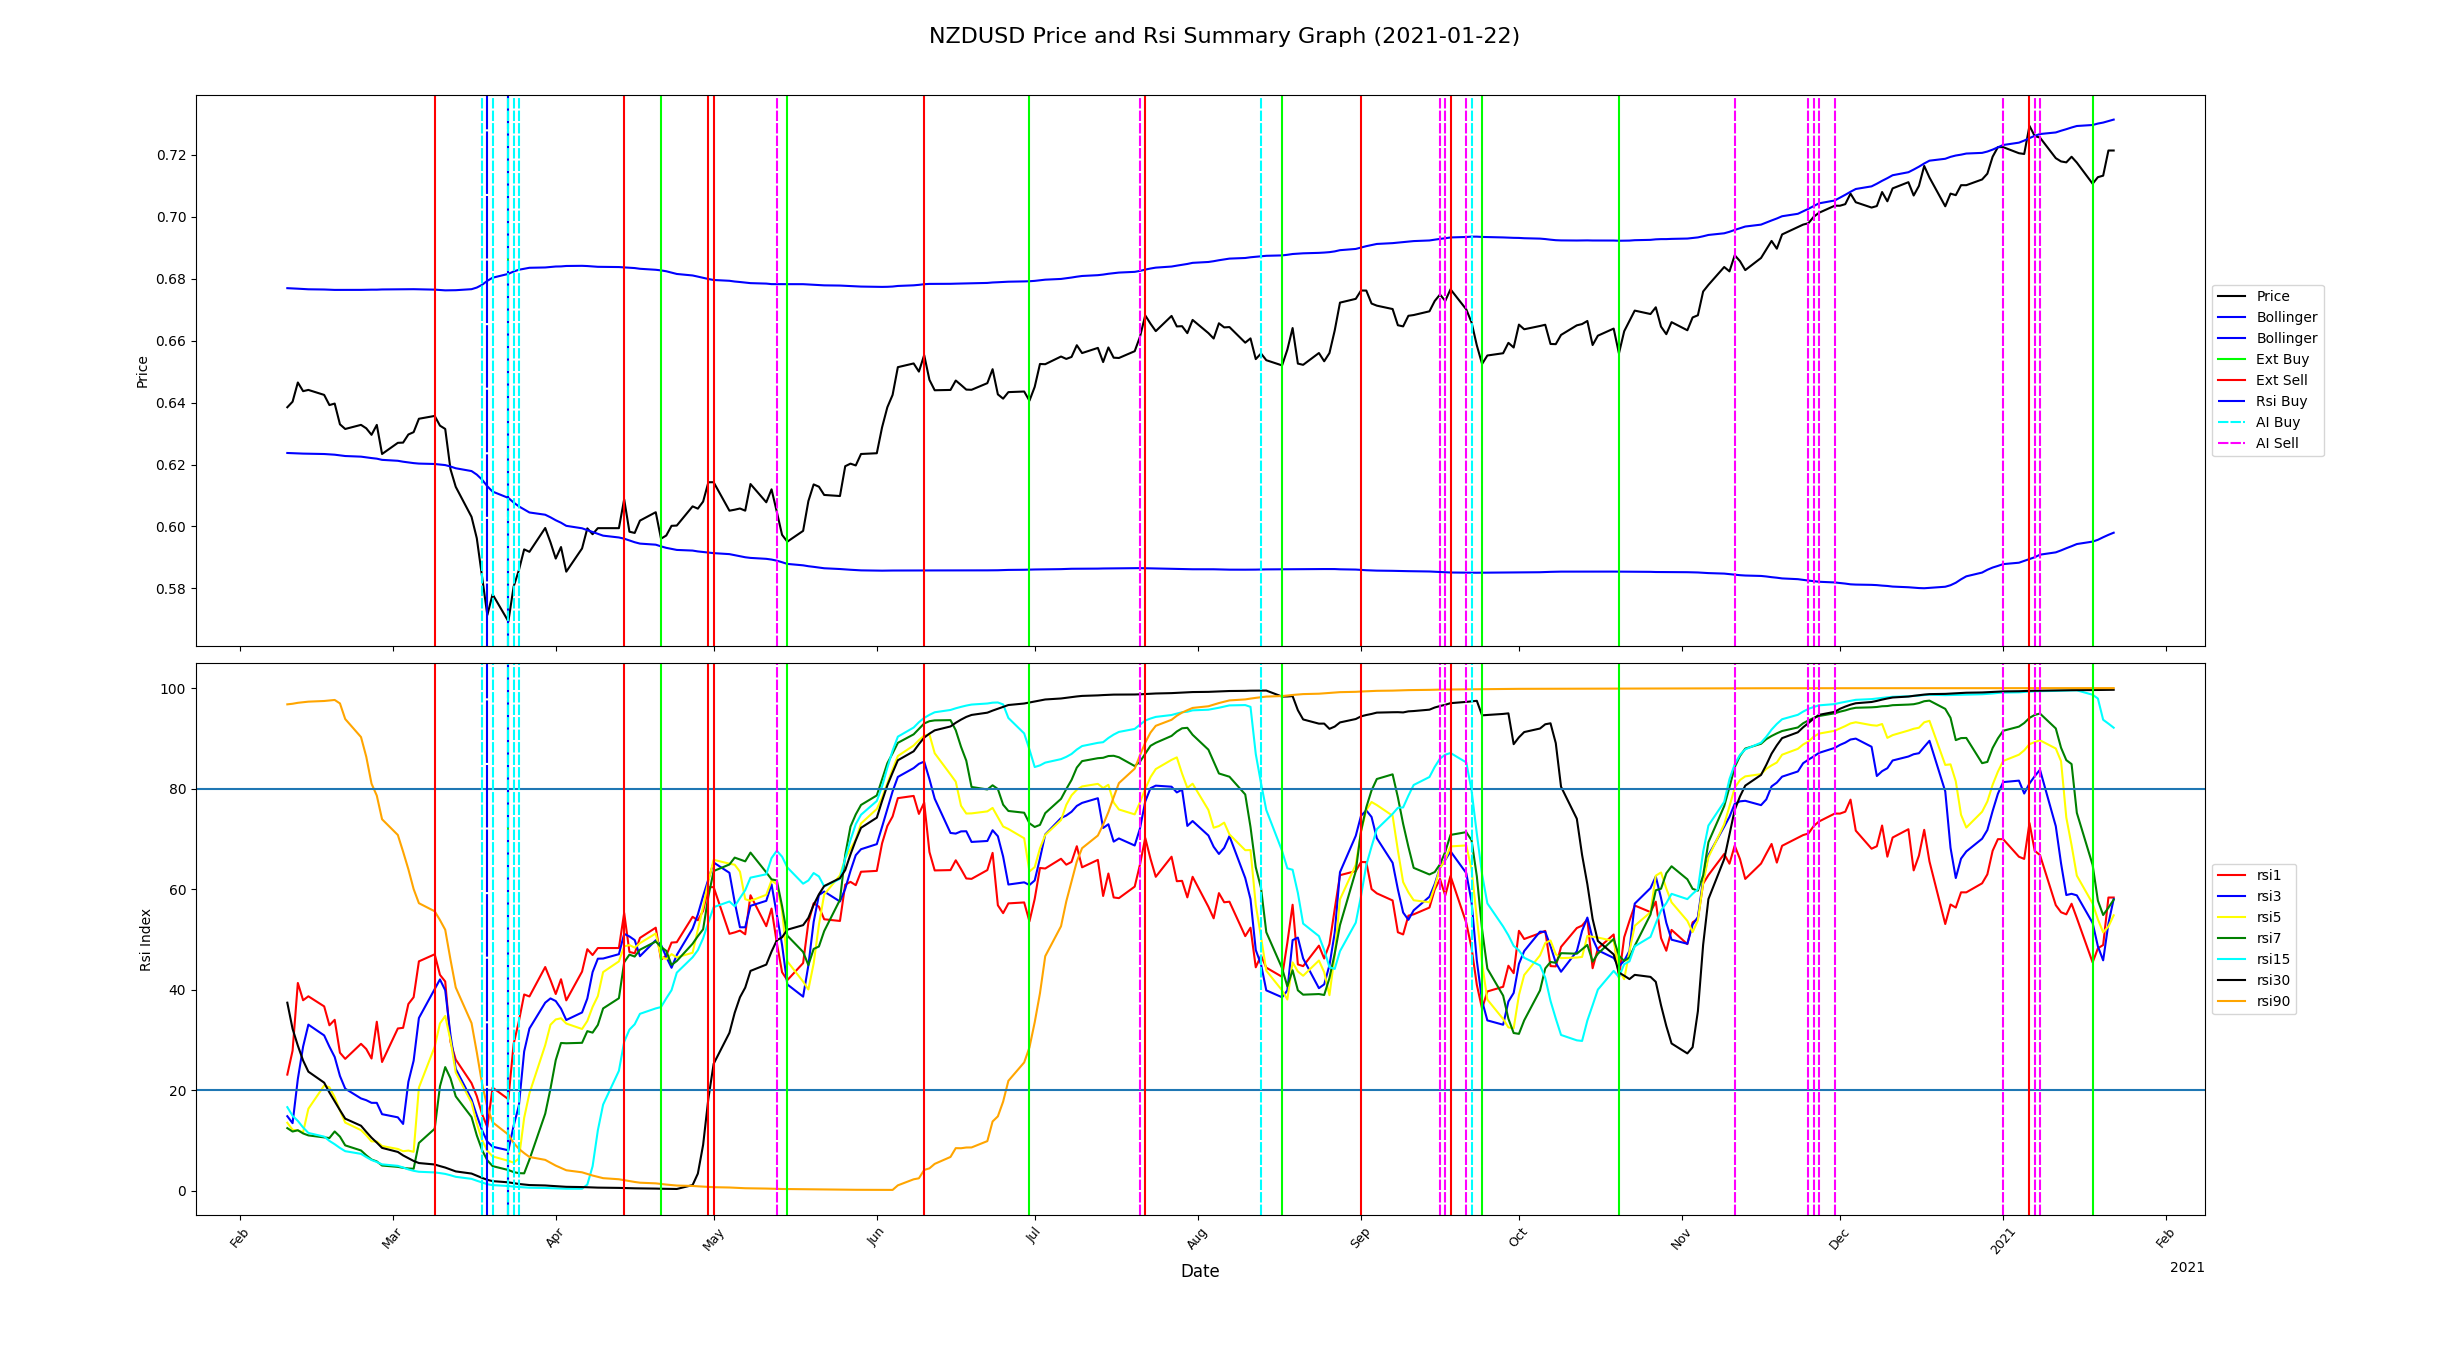 NZDUSD Price and Rsi Summary Graph (2021-01-22)
Price
0.72
0.70
0.68
0.66
0.64
0.62
0.60
0.58
Price
Bollinger
Bollinger
Ext Buy
Ext Sell
Rsi Buy
AI Buy
AI Sell
Rsi Index
100
80
60
40
20
0
rsi1
rsi3
rsi5
rsi7
rsi15
rsi30
rsi90
Feb
Mar
Apr
May
Jun
Jul
Aug
Sep
Oct
Nov
Dec
2021
Feb
Date
2021